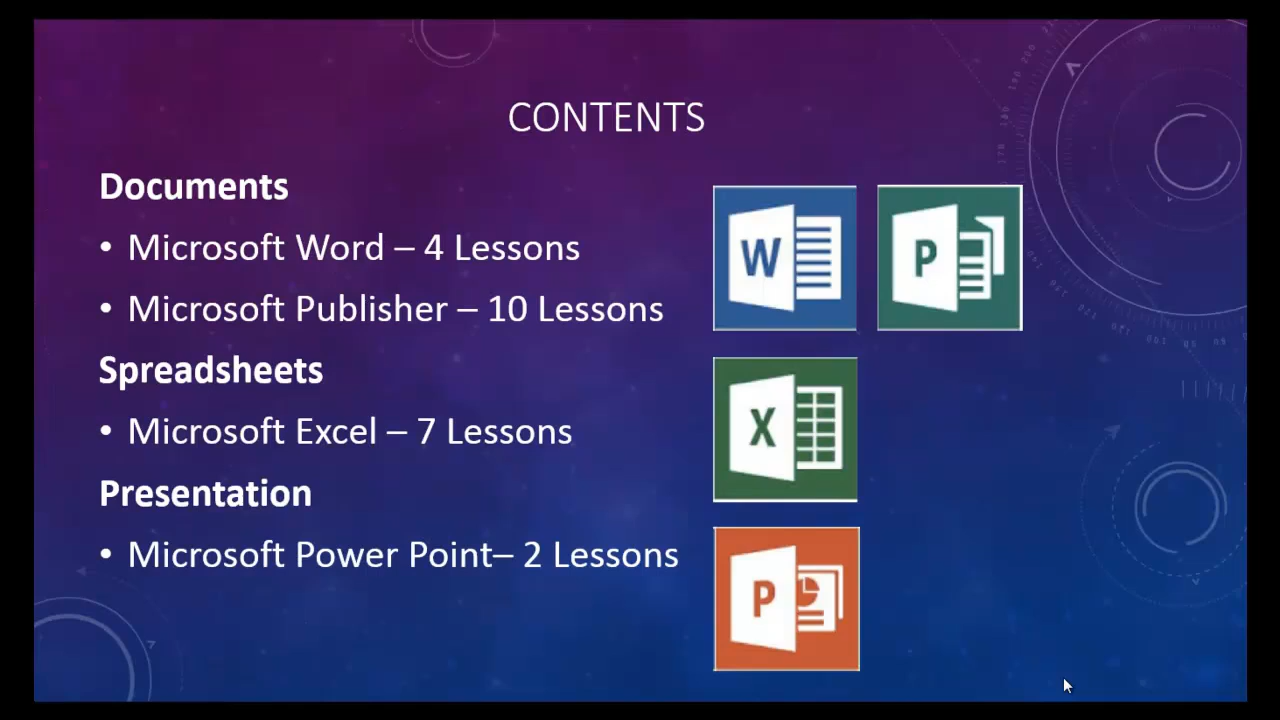 CONTENTS
Documents
• Microsoft Word – 4 Lessons
• Microsoft Publisher – 10 Lessons
Spreadsheets
• Microsoft Excel – 7 Lessons
Presentation
• Microsoft Power Point– 2 Lessons
W
P
X
P